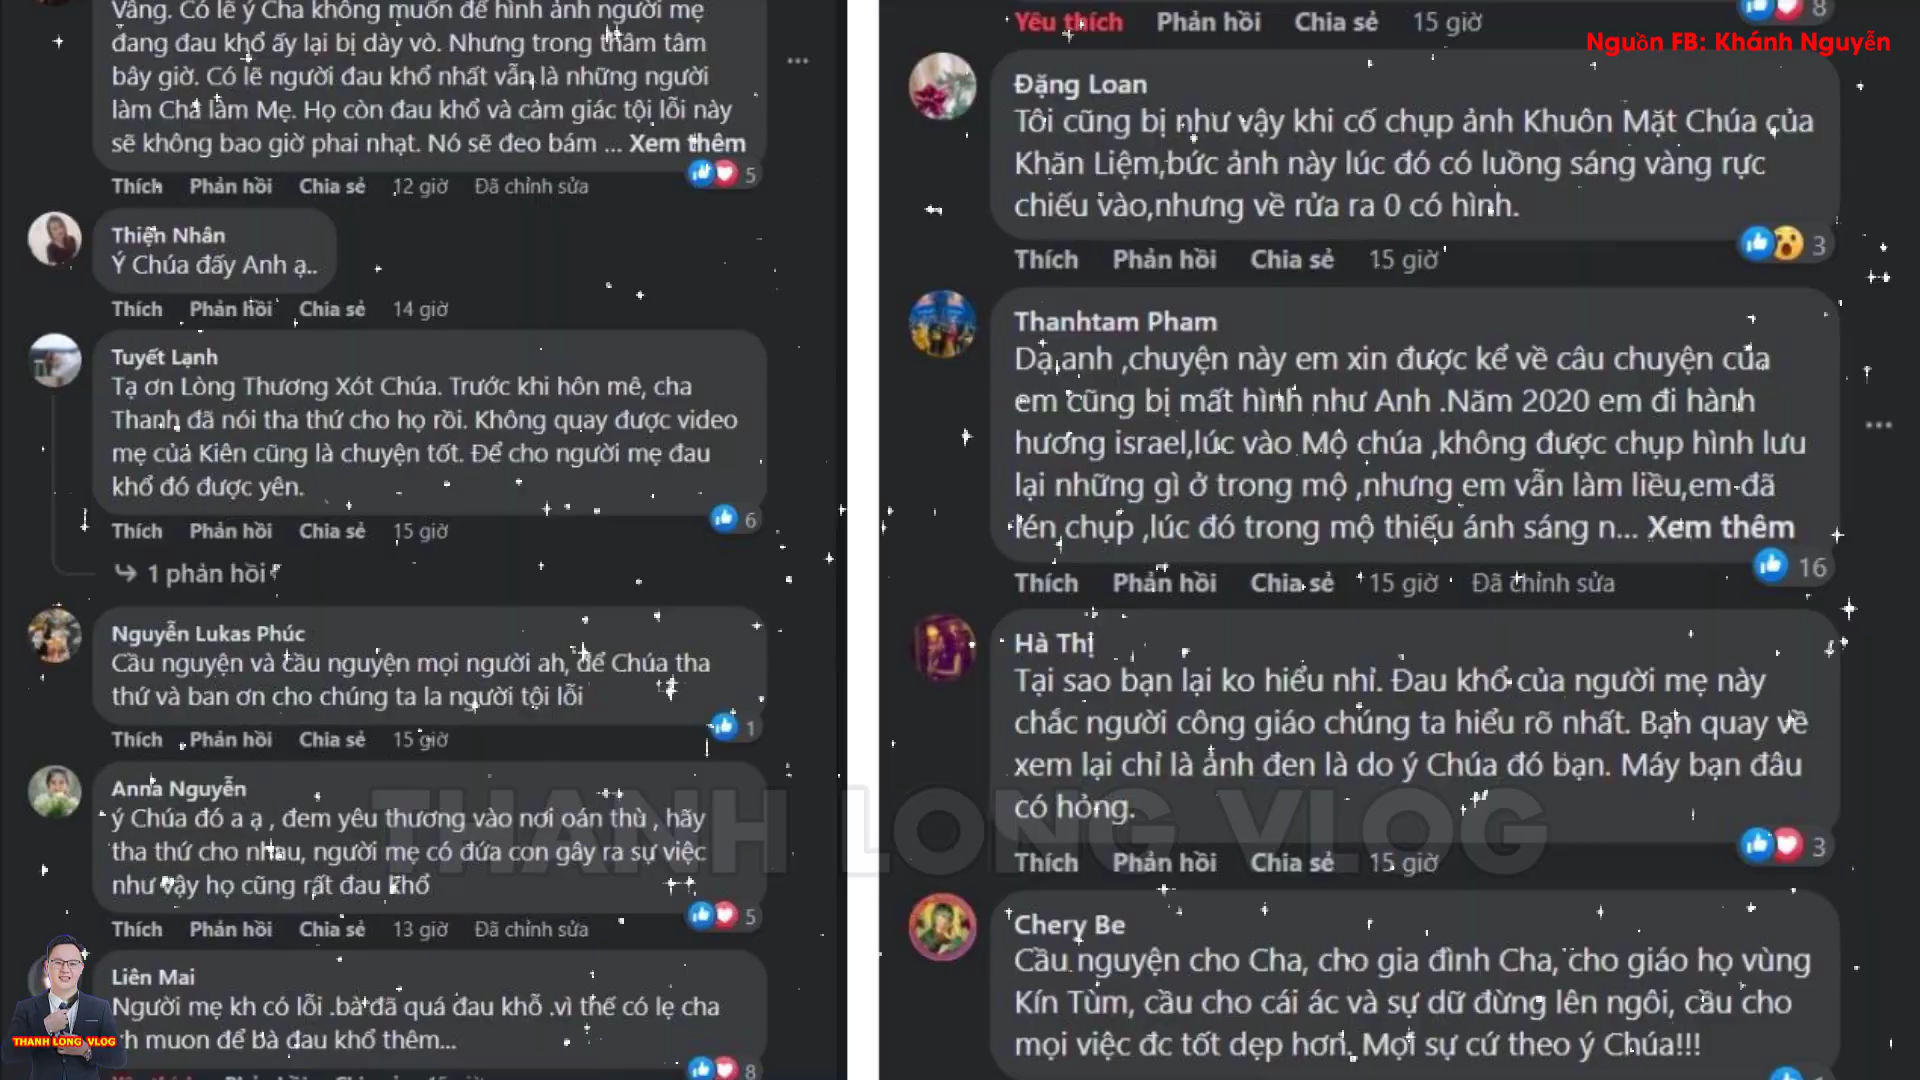 Vâng. Có lẽ ý Cha không muốn để hình ảnh người mẹ
đang đau khổ ấy lại bị dày vò. Nhưng trong thâm tâm
bây giờ. Có lẽ người đau khổ nhất vẫn là những người
làm Cha làm Mẹ. Họ còn đau khổ và cảm giác tội lỗi này
sẽ không bao giờ phai nhạt. Nó sẽ đeo bám ... Xem thêm
5
Thích Phản hồi Chia sẻ 12 giờ Đã chỉnh sửa
Thiện Nhân
Ý Chúa đấy Anh ạ..
Thích Phản hồi Chia sẻ 14 giờ
Tuyết Lạnh
Tạ ơn Lòng Thương Xót Chúa. Trước khi hôn mê, cha
Thanh đã nói tha thứ cho họ rồi. Không quay được video
mẹ của Kiên cũng là chuyện tốt. Để cho người mẹ đau
khổ đó được yên.
6
Thích Phản hồi Chia sẻ 15 giờ
1 phản hồi
Nguyễn Lukas Phúc
Cầu nguyện và cầu nguyện mọi người ah, để Chúa tha
thứ và ban ơn cho chúng ta la người tội lỗi
1
Thích Phản hồi Chia sẻ 15 giờ
Anna Nguyễn
ý Chúa đó a ạ , đem yêu thương vào nơi oán thù , hãy
tha thứ cho nhau, người mẹ có đứa con gây ra sự việc
như vậy họ cũng rất đau khổ
5
Thích Phản hồi Chia sẻ 13 giờ Đã chỉnh sửa
Liên Mai
Người mẹ kh có lỗi .bà đã quá đau khỗ .vì thế có lẹ cha
kh muon để bà đau khổ thêm...
8
THANH LONG VLOG
Yêu thích Phản hồi Chia sẻ 15 giờ
8
Nguồn FB: Khánh Nguyễn
Đặng Loan
Tôi cũng bị như vậy khi cố chụp ảnh Khuôn Mặt Chúa của
Khăn Liệm,bức ảnh này lúc đó có luồng sáng vàng rực
chiếu vào,nhưng về rửa ra 0 có hình.
3
Thích Phản hồi Chia sẻ 15 giờ
Thanhtam Pham
Dạ anh ,chuyện này em xin được kể về câu chuyện của
em cũng bị mất hình như Anh .Năm 2020 em đi hành
hương israel,lúc vào Mộ chúa ,không được chụp hình lưu
lại những gì ở trong mộ ,nhưng em vẫn làm liều,em đã
lén chụp ,lúc đó trong mộ thiếu ánh sáng n... Xem thêm
16
Thích Phản hồi Chia sẻ 15 giờ Đã chỉnh sửa
Hà Thị
Tại sao bạn lại ko hiểu nhỉ. Đau khổ của người mẹ này
chắc người công giáo chúng ta hiểu rõ nhất. Bạn quay về
xem lại chỉ là ảnh đen là do ý Chúa đó bạn. Máy bạn đâu
có hỏng.
3
Thích Phản hồi Chia sẻ 15 giờ
Chery Be
Cầu nguyện cho Cha, cho gia đình Cha, cho giáo họ vùng
Kín Tùm, cầu cho cái ác và sự dữ đừng lên ngôi, cầu cho
mọi việc đc tốt dẹp hơn. Mọi sự cứ theo ý Chúa!!!
THANH LONG VLOG